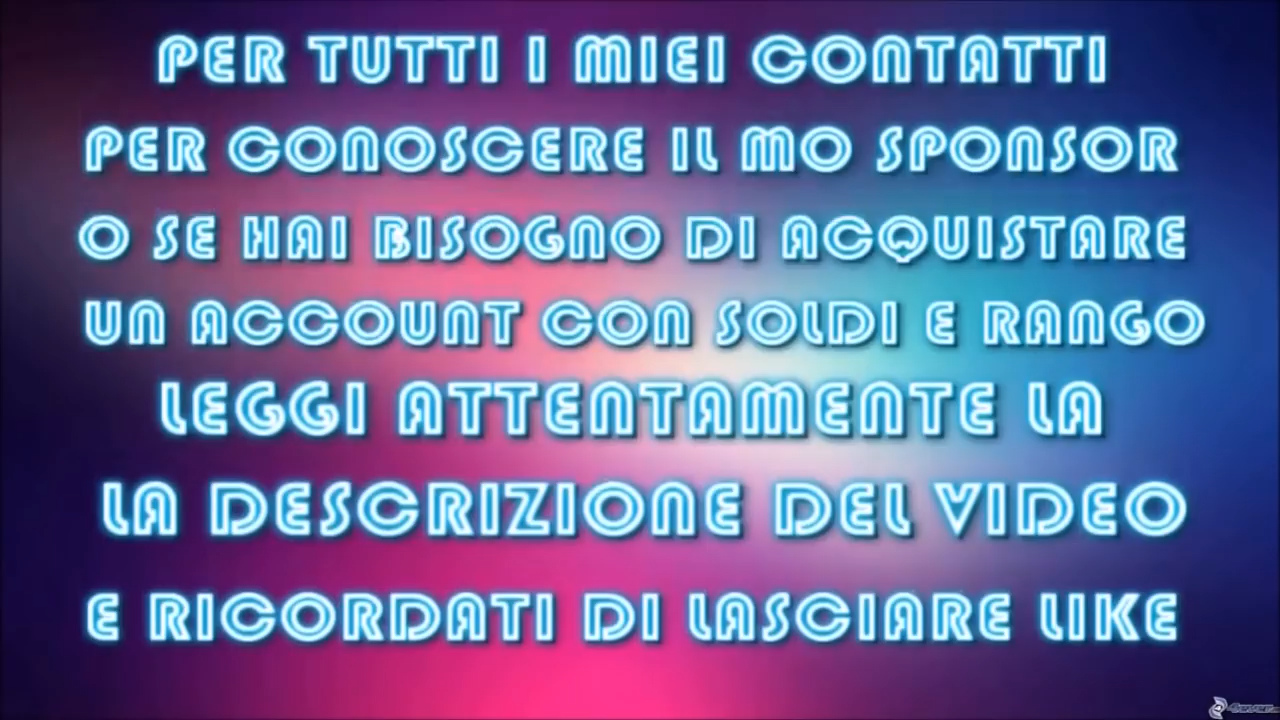 PER TUTTI I MIEI CONTATTI
PER CONOSCERE IL MO SPONSOR
O SE HAI BISOGNO DI ACQUISTARE
UN ACCOUNT CON SOLDI E RANGO
LEGGI ATTENTAMENTE LA
LA DESCRIZIONE DEL VIDEO
E RICORDATI DI LASCIARE LIKE